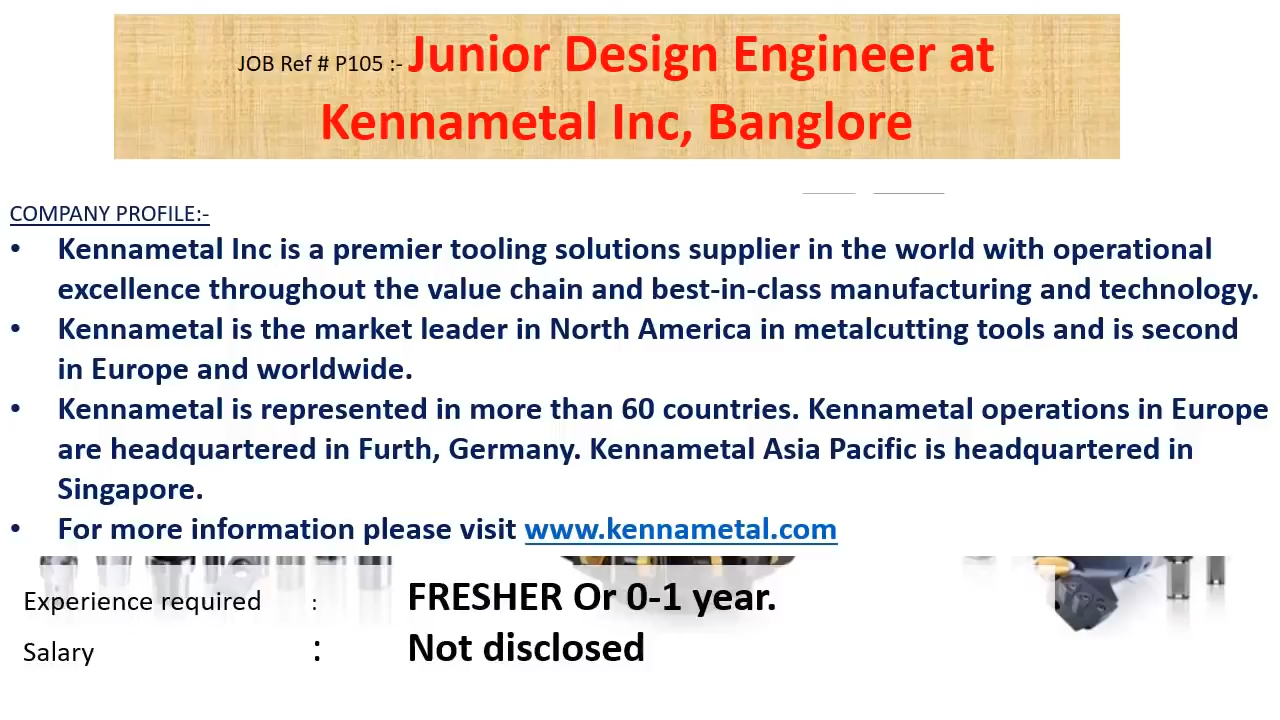 JOB Ref # P105 :- Junior Design Engineer at
Kennametal Inc, Banglore
COMPANY PROFILE:-
• Kennametal Inc is a premier tooling solutions supplier in the world with operational
excellence throughout the value chain and best-in-class manufacturing and technology.
• Kennametal is the market leader in North America in metalcutting tools and is second
in Europe and worldwide.
• Kennametal is represented in more than 60 countries. Kennametal operations in Europe
are headquartered in Furth, Germany. Kennametal Asia Pacific is headquartered in
Singapore.
• For more information please visit www.kennametal.com
Experience required : FRESHER Or 0-1 year.
Salary : Not disclosed